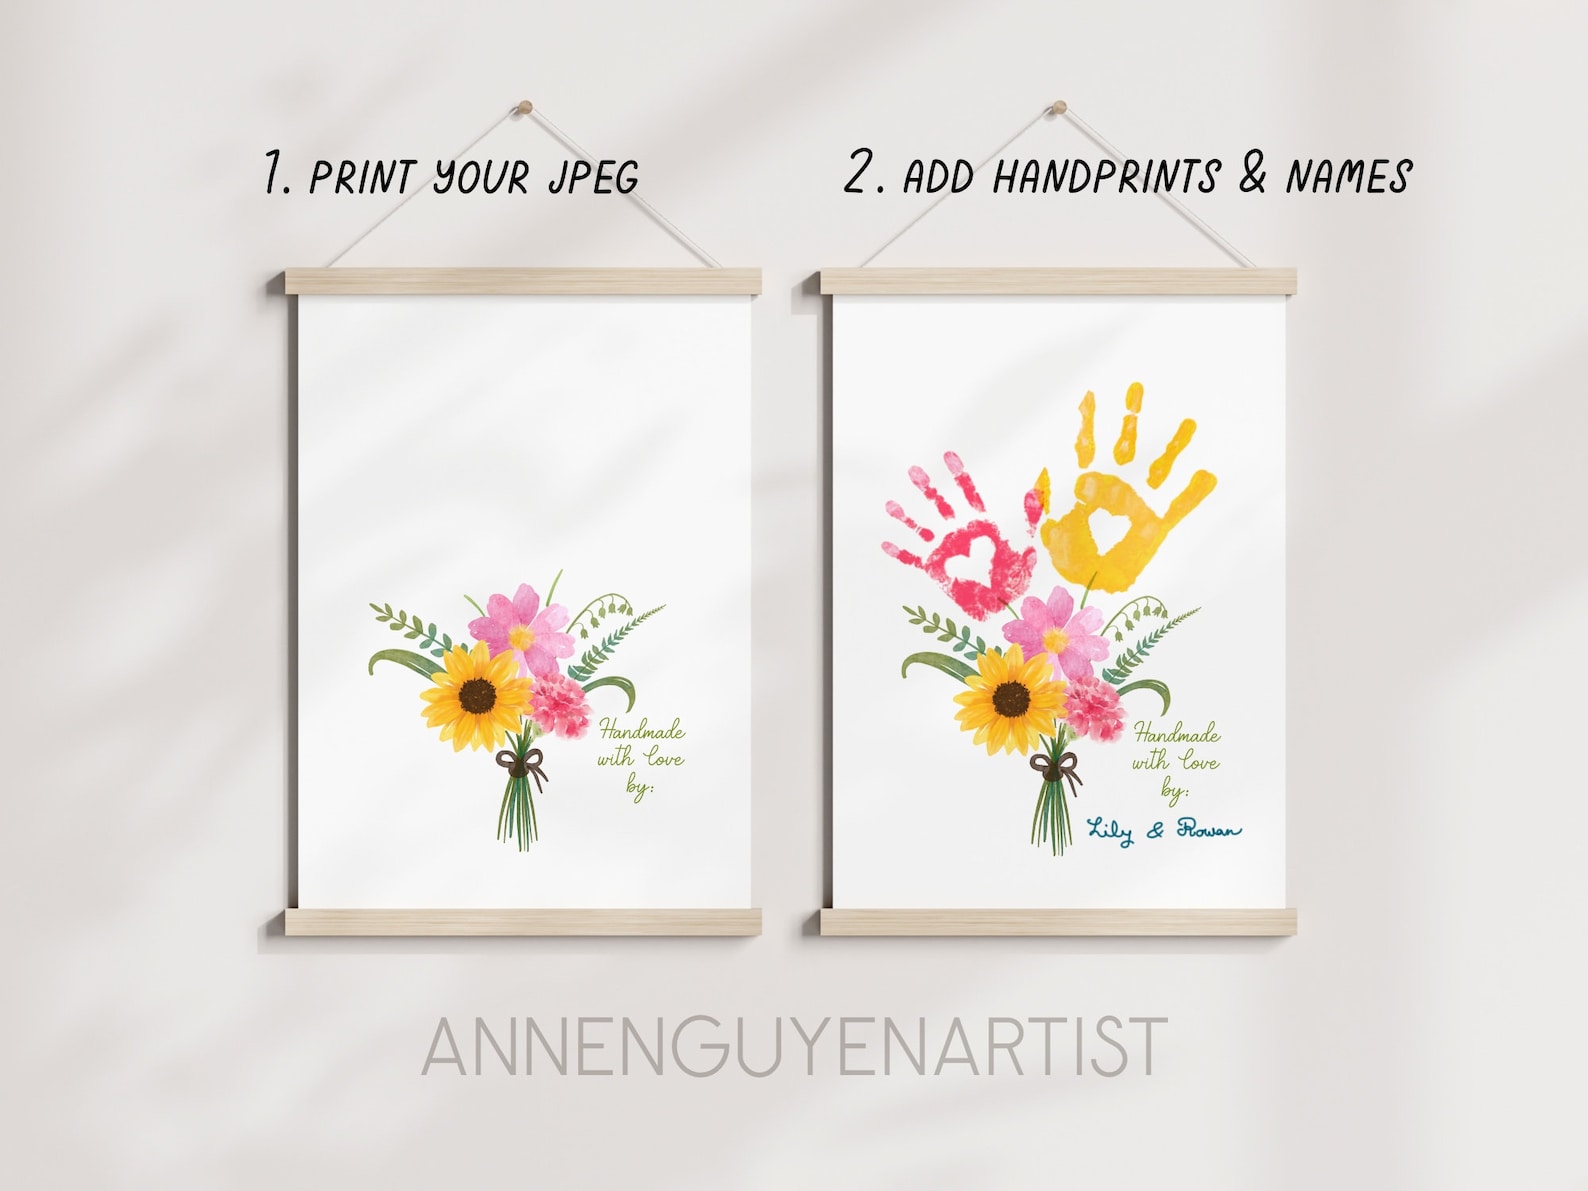 1. PRINT YOUR JPEG
2. ADD HANDPRINTS & NAMES
Handmade
with love
by:
Handmade
with love
by:
Lily & Rowan
ANNENGUYENARTIST